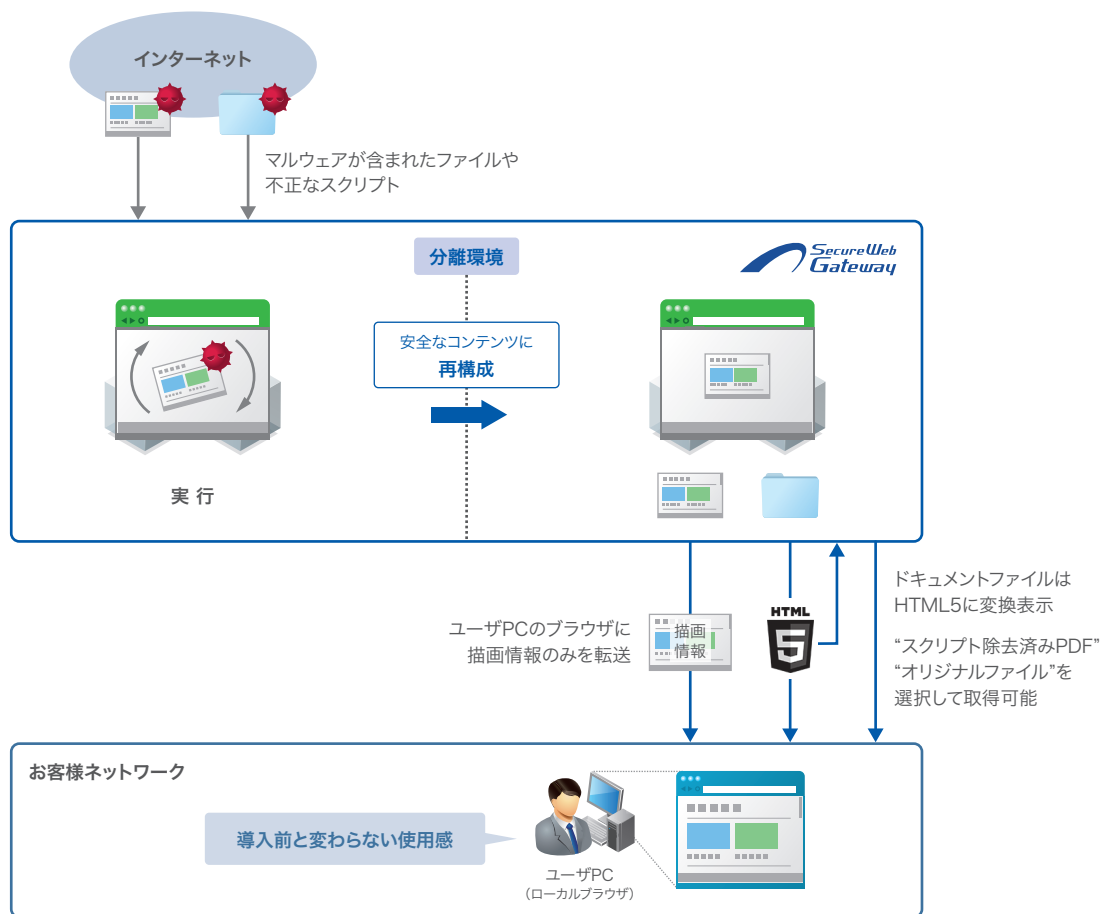 インターネット
マルウェアが含まれたファイルや
不正なスクリプト
分離環境
SecureWeb
Gateway
安全なコンテンツに
再構成
実 行
ユーザPCのブラウザに
描画情報のみを転送
描画
情報
HTML
5
ドキュメントファイルは
HTML5に変換表示
“スクリプト除去済みPDF”
“オリジナルファイル”を
選択して取得可能
お客様ネットワーク
導入前と変わらない使用感
ユーザPC
（ローカルブラウザ）